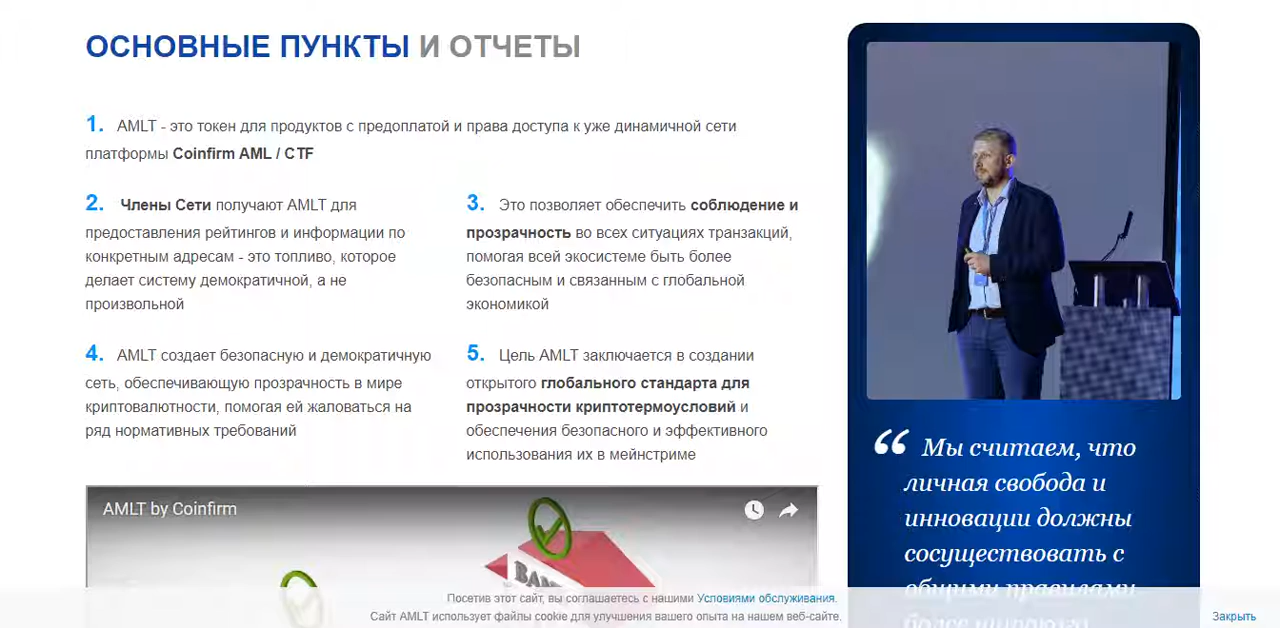 ОСНОВНЫЕ ПУНКТЫ И ОТЧЕТЫ
1. AMLT - это токен для продуктов с предоплатой и права доступа к уже динамичной сети
платформы Coinfirm AML / CTF
2. Члены Сети получают AMLT для
предоставления рейтингов и информации по
конкретным адресам - это топливо, которое
делает систему демократичной, а не
произвольной
3. Это позволяет обеспечить соблюдение и
прозрачность во всех ситуациях транзакций,
помогая всей экосистеме быть более
безопасным и связанным с глобальной
экономикой
4. AMLT создает безопасную и демократичную
сеть, обеспечивающую прозрачность в мире
криптовалютности, помогая ей жаловаться на
ряд нормативных требований
5. Цель AMLT заключается в создании
открытого глобального стандарта для
прозрачности криптотермоусловий и
обеспечения безопасного и эффективного
использования их в мейнстриме
AMLT by Coinfirm
BAN
“ Мы считаем, что
личная свобода и
инновации должны
сосуществовать с
общими правилами
более широкого
Посетив этот сайт, вы соглашаетесь с нашими Условиями обслуживания.
Сайт AMLT использует файлы cookie для улучшения вашего опыта на нашем веб-сайте.
Закрыть